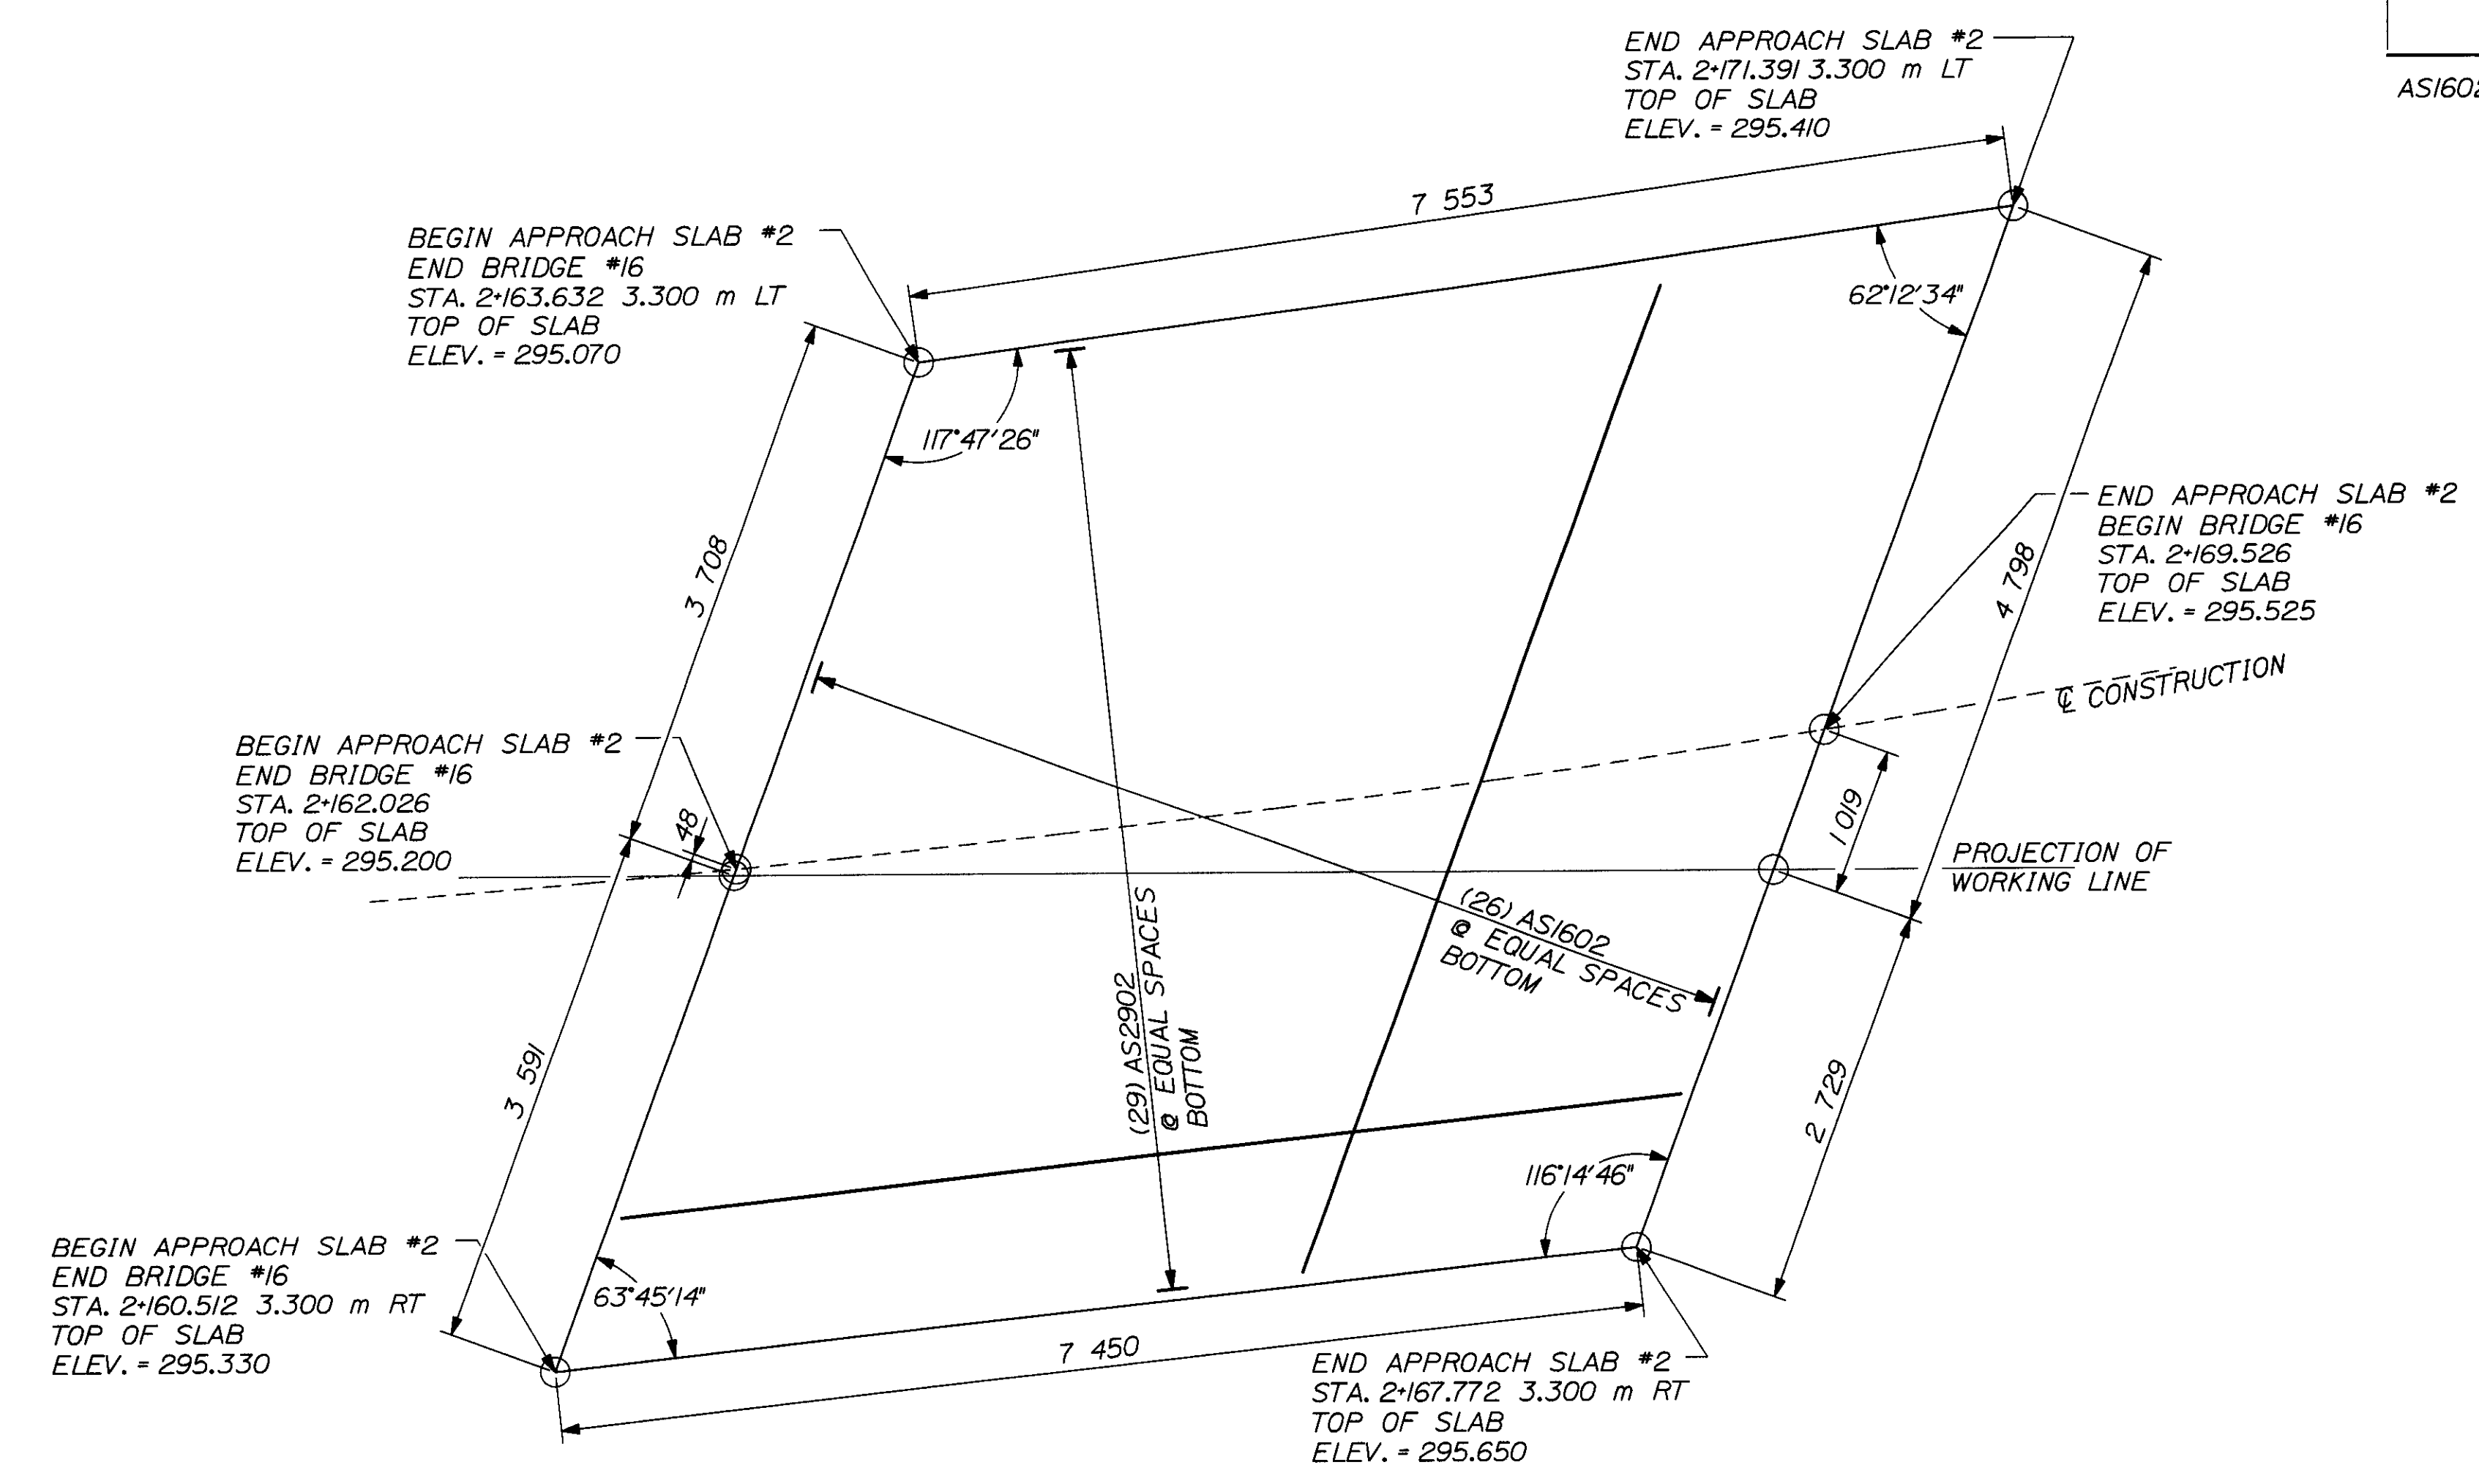 END APPROACH SLAB #2
STA. 2+171.391 3.300 m LT
TOP OF SLAB
ELEV. = 295.410
7 553
BEGIN APPROACH SLAB #2
END BRIDGE #16
STA. 2+163.632 3.300 m LT
TOP OF SLAB
ELEV. = 295.070
62°12'34"
117°47'26"
3 708
4 798
END APPROACH SLAB #2
BEGIN BRIDGE #16
STA. 2+169.526
TOP OF SLAB
ELEV. = 295.525
℄ CONSTRUCTION
BEGIN APPROACH SLAB #2
END BRIDGE #16
STA. 2+162.026
TOP OF SLAB
ELEV. = 295.200
48
1 019
PROJECTION OF
WORKING LINE
(26) AS1602
@ EQUAL SPACES
BOTTOM
(29) AS2902
@ EQUAL SPACES
BOTTOM
3 591
2 729
116°14'46"
63°45'14"
BEGIN APPROACH SLAB #2
END BRIDGE #16
STA. 2+160.512 3.300 m RT
TOP OF SLAB
ELEV. = 295.330
7 450
END APPROACH SLAB #2
STA. 2+167.772 3.300 m RT
TOP OF SLAB
ELEV. = 295.650
AS1602